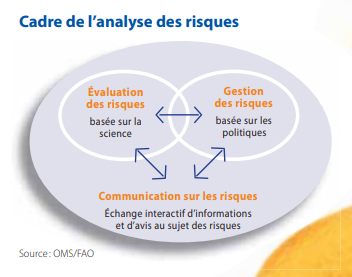 Cadre de l’analyse des risques
Évaluation
des risques
basée sur la
science
Gestion
des risques
basée sur les
politiques
Communication sur les risques
Échange interactif d’informations
et d’avis au sujet des risques
Source : OMS/FAO